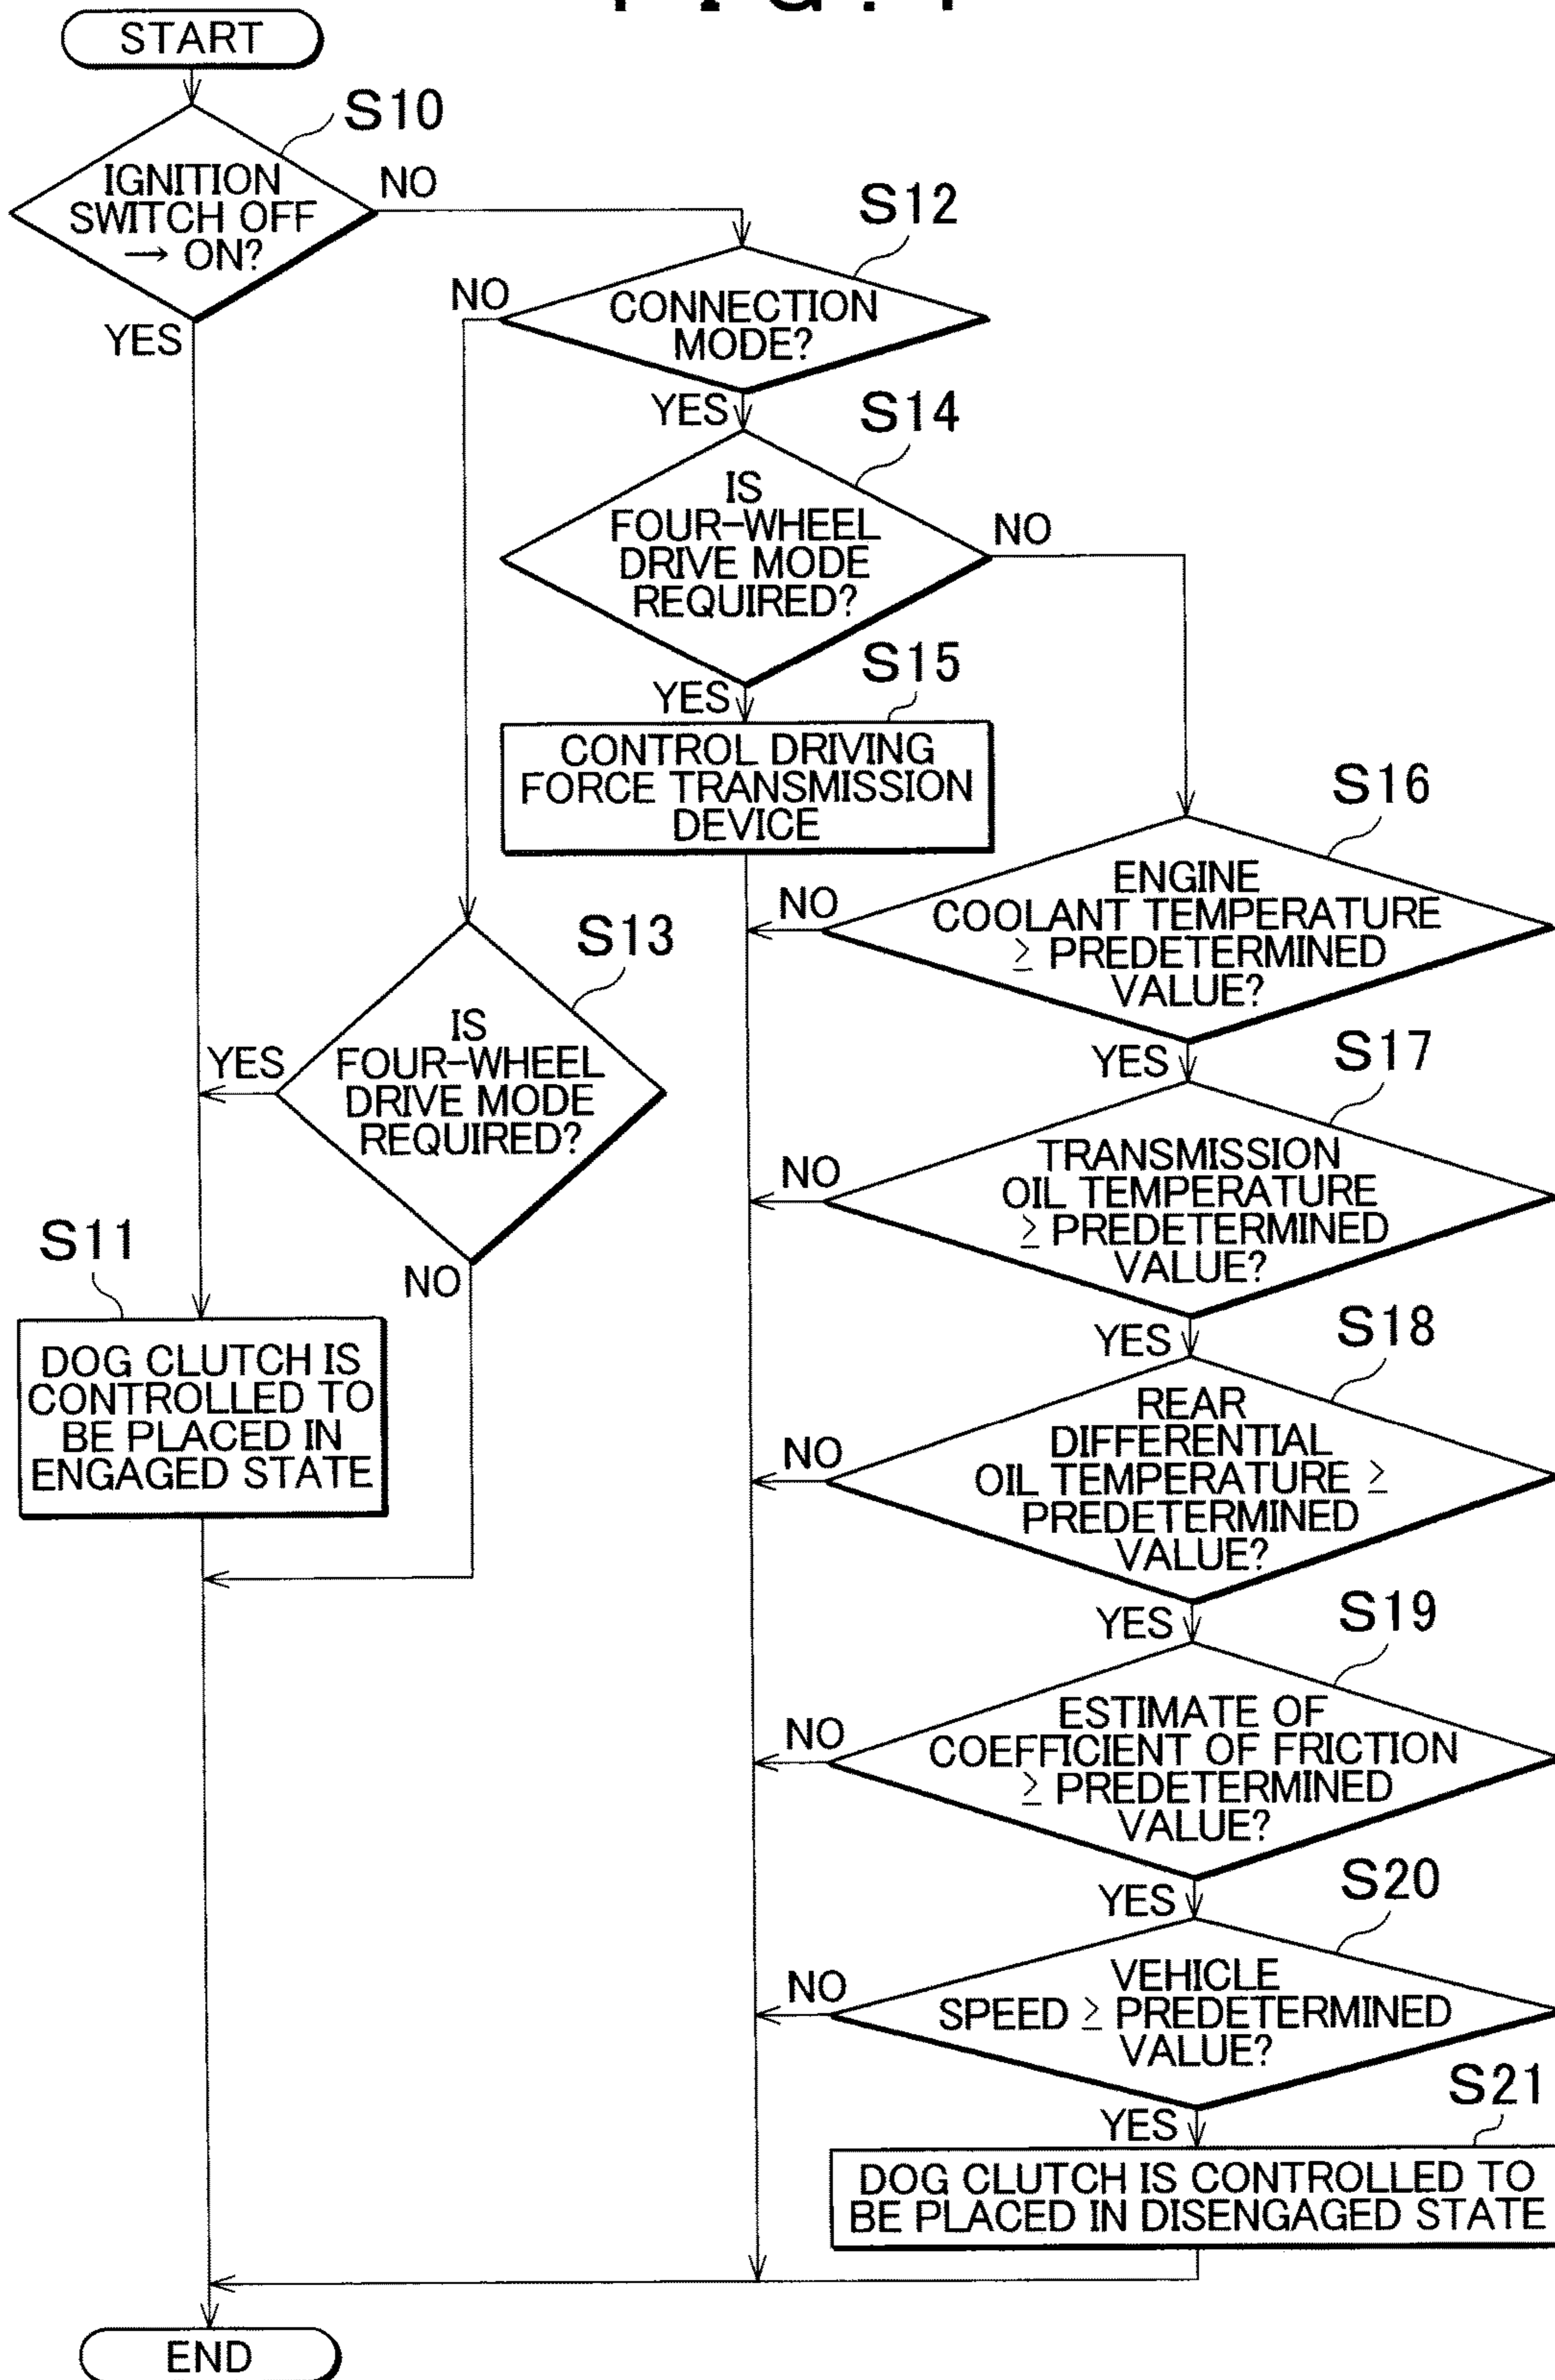 START
S10
IGNITION
SWITCH OFF
→ ON?
NO
YES
S12
CONNECTION
MODE?
NO
YES
S14
IS
FOUR-WHEEL
DRIVE MODE
REQUIRED?
NO
YES
S15
CONTROL DRIVING
FORCE TRANSMISSION
DEVICE
S16
ENGINE
COOLANT TEMPERATURE
≥ PREDETERMINED
VALUE?
NO
YES
S13
IS
FOUR-WHEEL
DRIVE MODE
REQUIRED?
YES
NO
S17
TRANSMISSION
OIL TEMPERATURE
≥ PREDETERMINED
VALUE?
NO
YES
S11
DOG CLUTCH IS
CONTROLLED TO
BE PLACED IN
ENGAGED STATE
S18
REAR
DIFFERENTIAL
OIL TEMPERATURE ≥
PREDETERMINED
VALUE?
NO
YES
S19
ESTIMATE OF
COEFFICIENT OF FRICTION
≥ PREDETERMINED
VALUE?
NO
YES
S20
VEHICLE
SPEED ≥ PREDETERMINED
VALUE?
NO
YES
S21
DOG CLUTCH IS CONTROLLED TO
BE PLACED IN DISENGAGED STATE
END